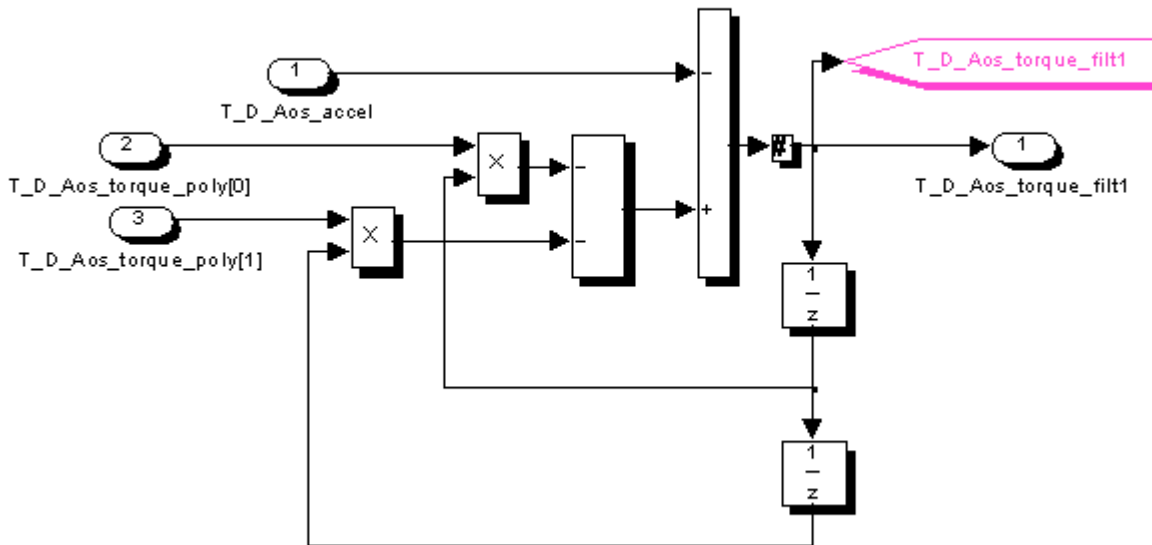 T_D_Aos_torque_filt1
1
T_D_Aos_accel
-
2
T_D_Aos_torque_poly[0]
×
-
#
1
T_D_Aos_torque_filt1
3
T_D_Aos_torque_poly[1]
×
-
+
1
z
1
z